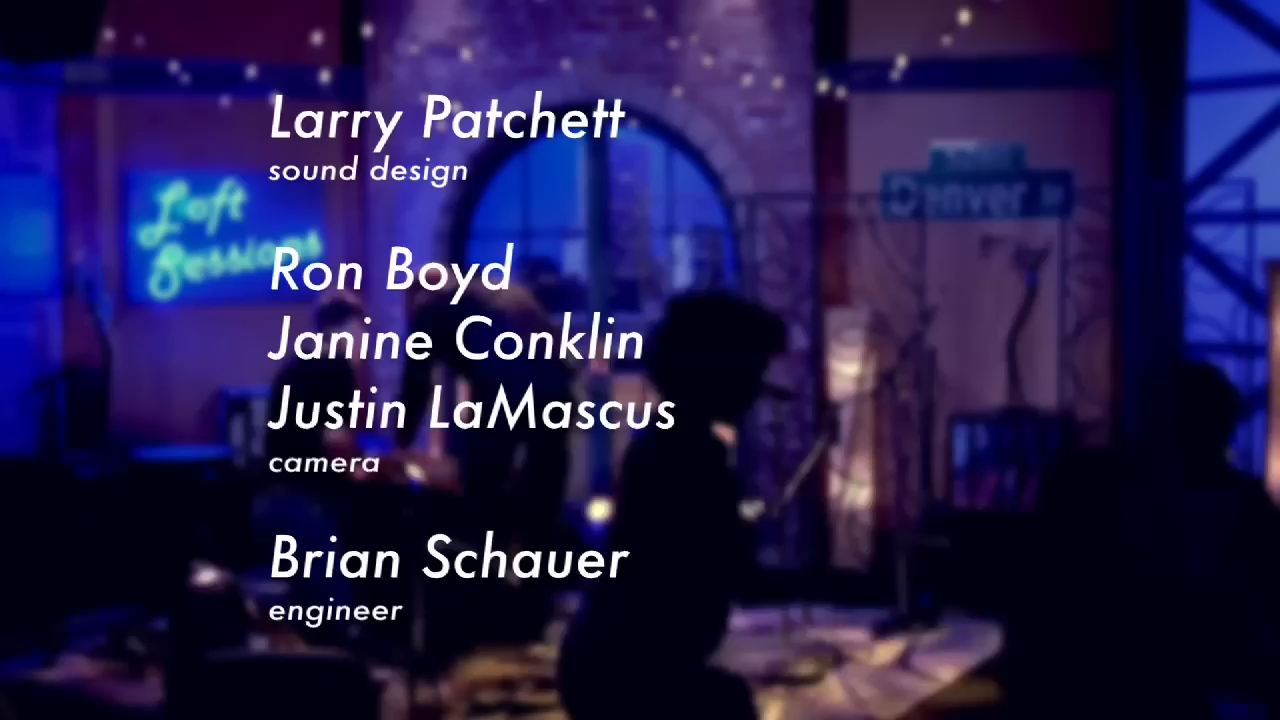 Larry Patchett
sound design
Loft
Sessions
Denver
Ron Boyd
Janine Conklin
Justin LaMascus
camera
Brian Schauer
engineer